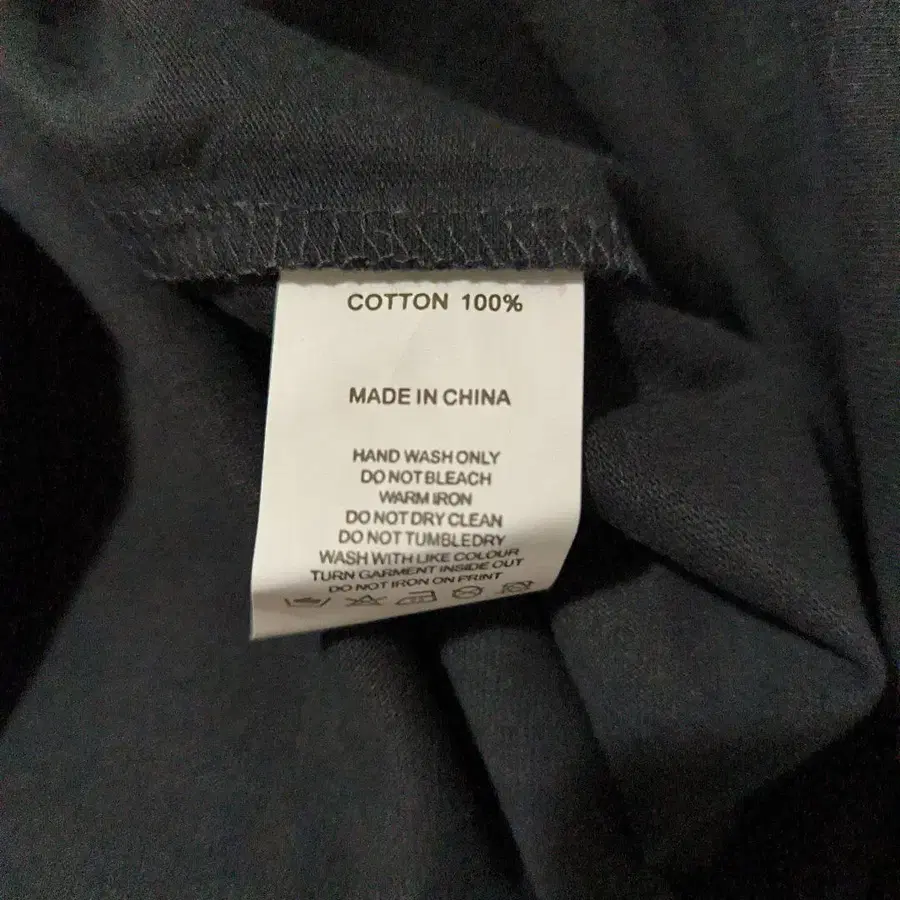 COTTON 100%
MADE IN CHINA
HAND WASH ONLY
DO NOT BLEACH
WARM IRON
DO NOT DRY CLEAN
DO NOT TUMBLEDRY
WASH WITH LIKE COLOUR
TURN GARMENT INSIDE OUT
DO NOT IRON ON PRINT